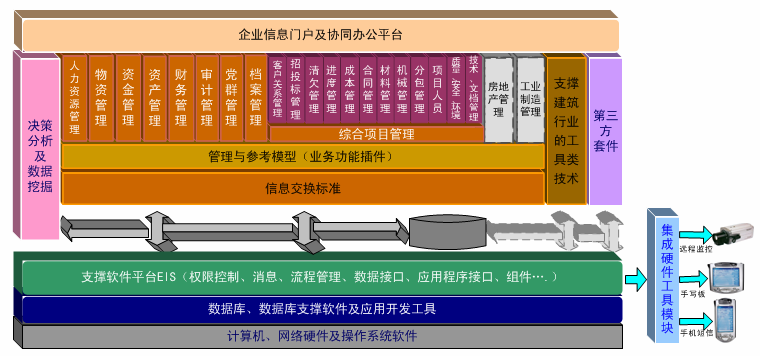 企业信息门户及协同办公平台
决策分析及数据挖掘
人力资源管理
物资管理
资金管理
资产管理
财务管理
审计管理
党群管理
档案管理
客户关系管理
招投标管理
清欠管理
进度管理
成本管理
合同管理
材料管理
机械管理
分包管理
项目人员
质量、安全、环境
技术、文档管理
综合项目管理
房地产管理
工业制造管理
支撑建筑行业的工具类技术
第三方套件
管理与参考模型（业务功能插件）
信息交换标准
支撑软件平台EIS（权限控制、消息、流程管理、数据接口、应用程序接口、组件….）
数据库、数据库支撑软件及应用开发工具
计算机、网络硬件及操作系统软件
集成硬件工具模块
远程监控
手写板
手机短信